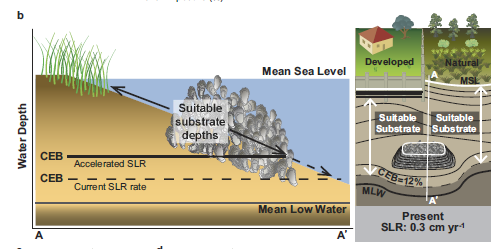 b
Mean Sea Level
Suitable
substrate
depths
Water Depth
CEB
Accelerated SLR
CEB
Current SLR rate
Mean Low Water
A
A′
Developed
Natural
A
MSL
Suitable
Substrate
Suitable
Substrate
CEB=12%
MLW
A′
Present
SLR: 0.3 cm yr⁻¹